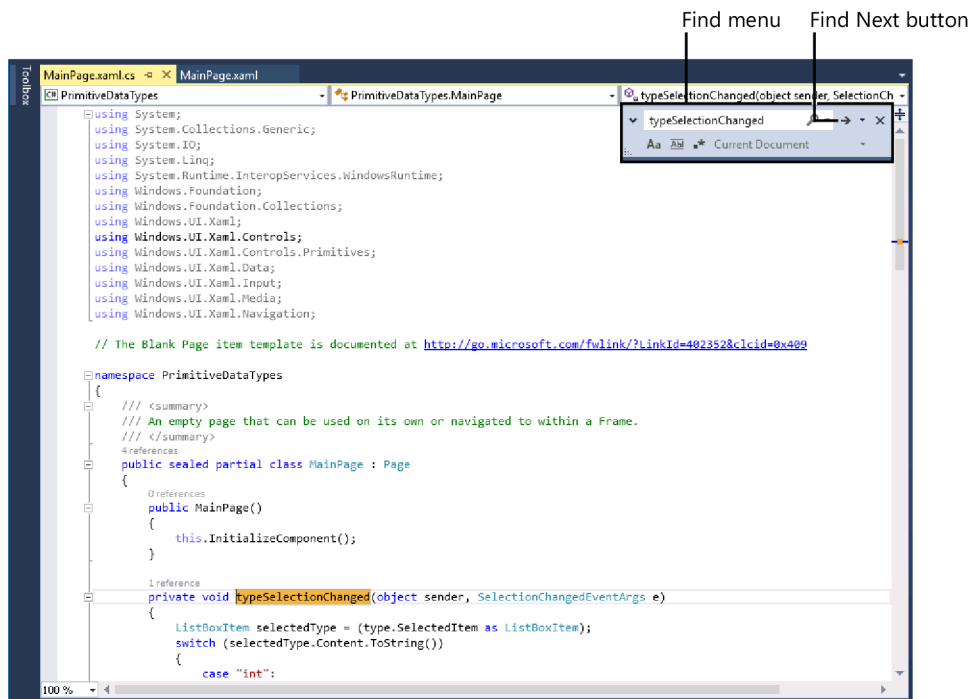 Find menu Find Next button
Toolbox
MainPage.xaml.cs MainPage.xaml
C# PrimitiveDataTypes PrimitiveDataTypes.MainPage typeSelectionChanged(object sender, SelectionCh
typeSelectionChanged
Aa Abl .* Current Document
using System;
using System.Collections.Generic;
using System.IO;
using System.Linq;
using System.Runtime.InteropServices.WindowsRuntime;
using Windows.Foundation;
using Windows.Foundation.Collections;
using Windows.UI.Xaml;
using Windows.UI.Xaml.Controls;
using Windows.UI.Xaml.Controls.Primitives;
using Windows.UI.Xaml.Data;
using Windows.UI.Xaml.Input;
using Windows.UI.Xaml.Media;
using Windows.UI.Xaml.Navigation;
// The Blank Page item template is documented at http://go.microsoft.com/fwlink/?LinkId=402352&clcid=0x409
namespace PrimitiveDataTypes
{
/// <summary>
/// An empty page that can be used on its own or navigated to within a Frame.
/// </summary>
4 references
public sealed partial class MainPage : Page
{
0 references
public MainPage()
{
this.InitializeComponent();
}
1 reference
private void typeSelectionChanged(object sender, SelectionChangedEventArgs e)
{
ListBoxItem selectedType = (type.SelectedItem as ListBoxItem);
switch (selectedType.Content.ToString())
{
case "int":
100 %